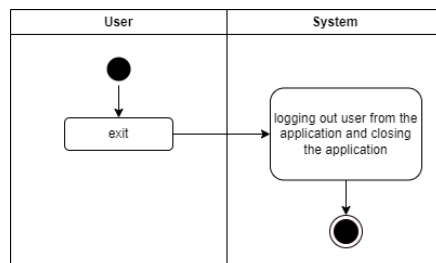 User
System
exit
logging out user from the
application and closing
the application